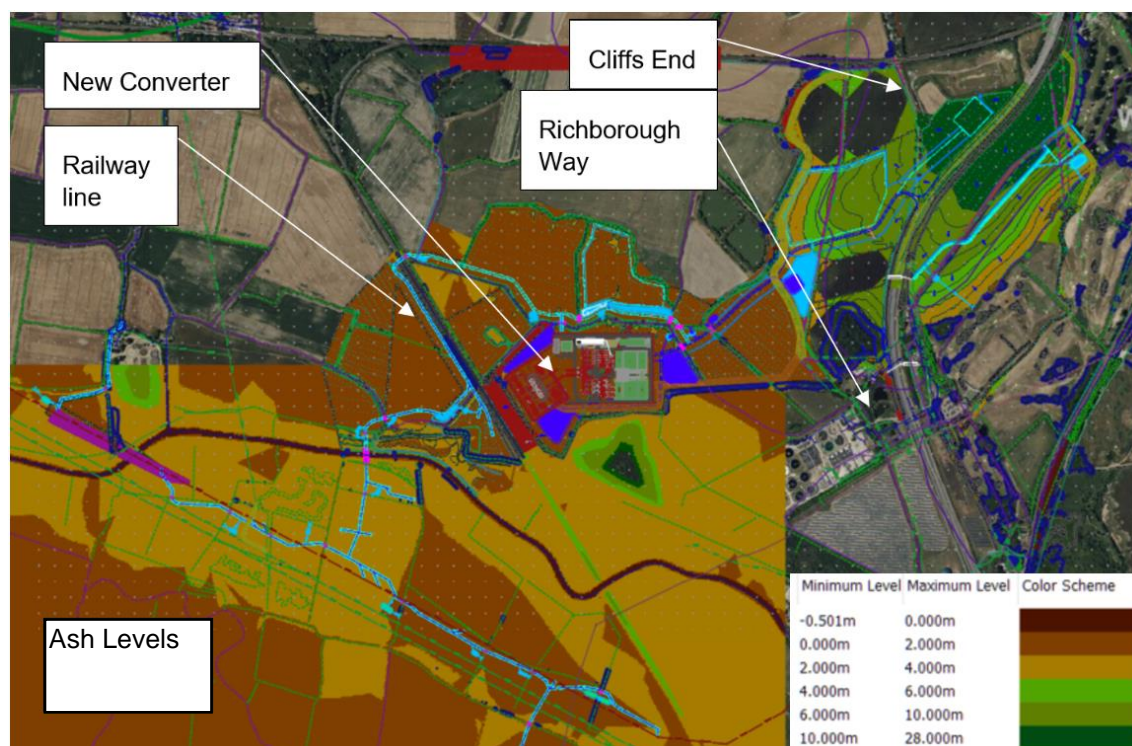 New Converter
Railway
line
Cliffs End
Richborough
Way
Ash Levels
Minimum Level Maximum Level Color Scheme
-0.501m 0.000m
0.000m 2.000m
2.000m 4.000m
4.000m 6.000m
6.000m 10.000m
10.000m 28.000m